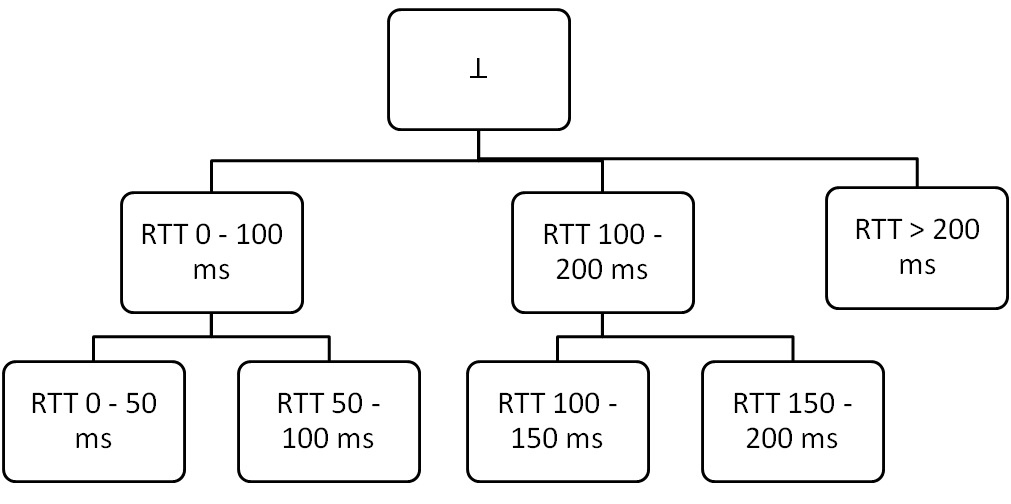 ⊥
RTT 0 - 100
ms
RTT 100 -
200 ms
RTT > 200
ms
RTT 0 - 50
ms
RTT 50 -
100 ms
RTT 100 -
150 ms
RTT 150 -
200 ms